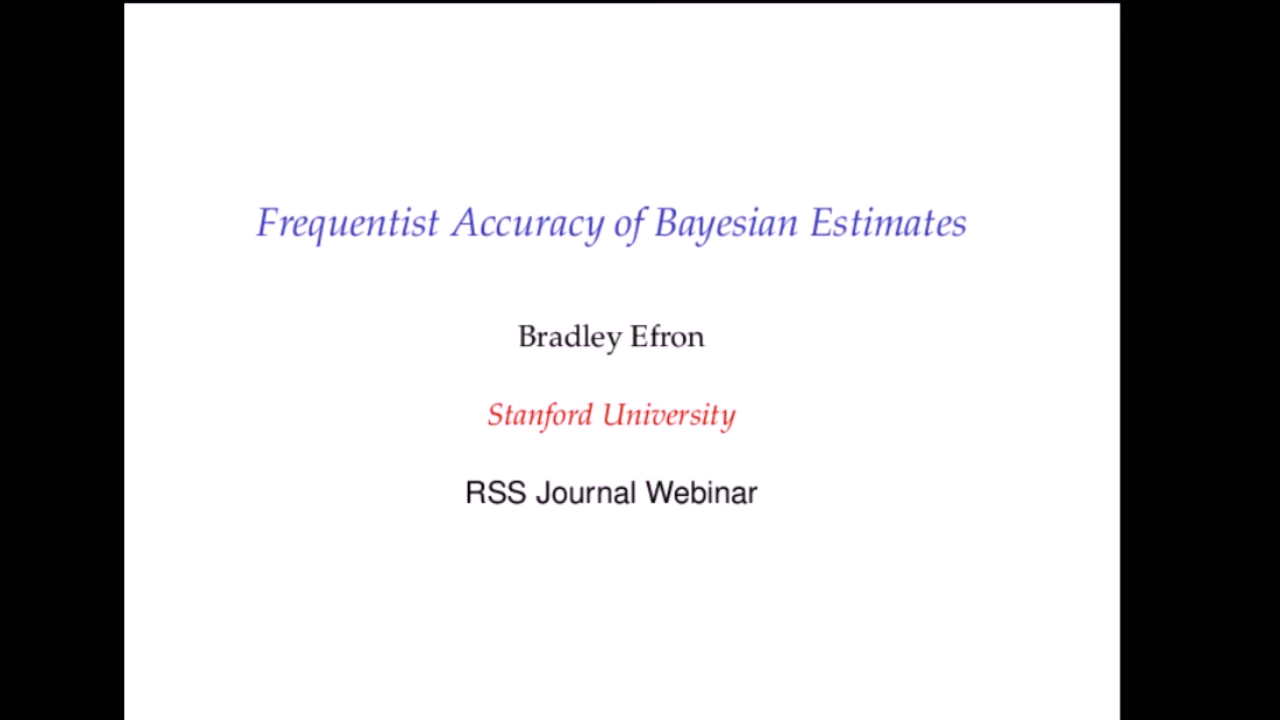 Frequentist Accuracy of Bayesian Estimates
Bradley Efron
Stanford University
RSS Journal Webinar